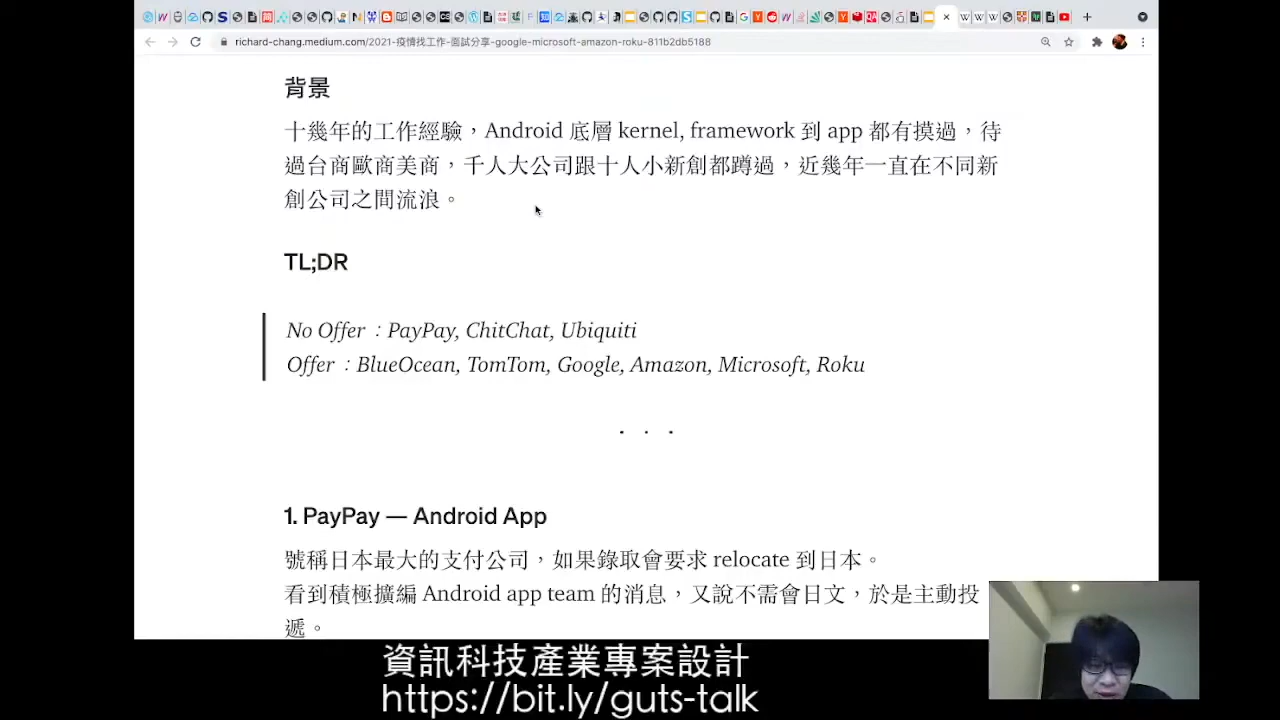 richard-chang.medium.com/2021-疫情找工作-面試分享-google-microsoft-amazon-roku-811b2db5188
背景
十幾年的工作經驗，Android 底層 kernel, framework 到 app 都有摸過，待
過台商歐商美商，千人大公司跟十人小新創都蹲過，近幾年一直在不同新
創公司之間流浪。
TL;DR
No Offer：PayPay, ChitChat, Ubiquiti
Offer：BlueOcean, TomTom, Google, Amazon, Microsoft, Roku
. . .
1. PayPay — Android App
號稱日本最大的支付公司，如果錄取會要求 relocate 到日本。
看到積極擴編 Android app team 的消息，又說不需會日文，於是主動投
遞。
資訊科技產業專案設計
https://bit.ly/guts-talk